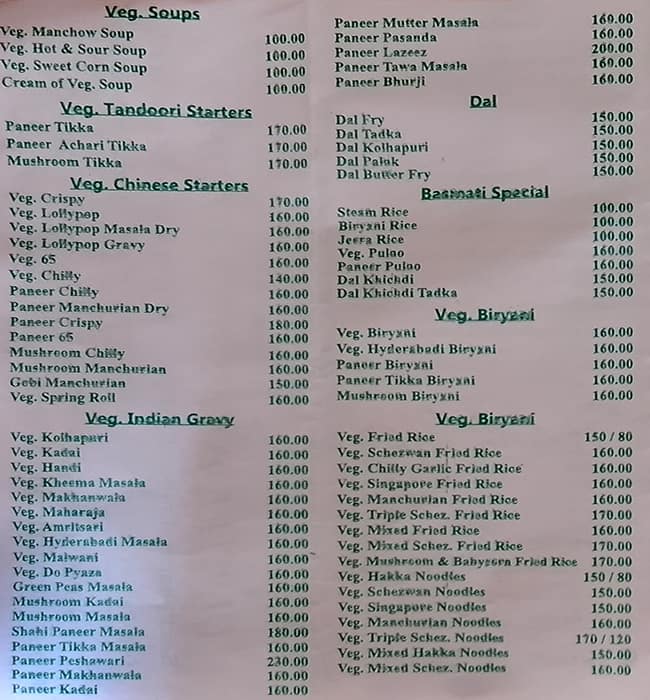 Veg. Soups
Veg. Manchow Soup 100.00
Veg. Hot & Sour Soup 100.00
Veg. Sweet Corn Soup 100.00
Cream of Veg. Soup 100.00
Veg. Tandoori Starters
Paneer Tikka 170.00
Paneer Achari Tikka 170.00
Mushroom Tikka 170.00
Veg. Chinese Starters
Veg. Crispy 170.00
Veg. Lollypop 160.00
Veg. Lollypop Masala Dry 160.00
Veg. Lollypop Gravy 160.00
Veg. 65 160.00
Veg. Chilly 140.00
Paneer Chilly 160.00
Paneer Manchurian Dry 160.00
Paneer Crispy 180.00
Paneer 65 160.00
Mushroom Chilly 160.00
Mushroom Manchurian 160.00
Gobi Manchurian 150.00
Veg. Spring Roll 160.00
Veg. Indian Gravy
Veg. Kolhapuri 160.00
Veg. Kadai 160.00
Veg. Handi 160.00
Veg. Kheema Masala 160.00
Veg. Makhanwala 160.00
Veg. Maharaja 160.00
Veg. Amritsari 160.00
Veg. Hyderabadi Masala 160.00
Veg. Malwani 160.00
Veg. Do Pyaza 160.00
Green Peas Masala 160.00
Mushroom Kadai 160.00
Mushroom Masala 160.00
Shahi Paneer Masala 180.00
Paneer Tikka Masala 160.00
Paneer Peshawari 230.00
Paneer Makhanwala 160.00
Paneer Kadai 160.00
Paneer Mutter Masala 160.00
Paneer Pasanda 160.00
Paneer Lazeez 200.00
Paneer Tawa Masala 160.00
Paneer Bhurji 160.00
Dal
Dal Fry 150.00
Dal Tadka 150.00
Dal Kolhapuri 150.00
Dal Palak 150.00
Dal Butter Fry 150.00
Basmati Special
Steam Rice 100.00
Biryani Rice 100.00
Jeera Rice 100.00
Veg. Pulao 160.00
Paneer Pulao 160.00
Dal Khichdi 150.00
Dal Khichdi Tadka 150.00
Veg. Biryani
Veg. Biryani 160.00
Veg. Hyderabadi Biryani 160.00
Paneer Biryani 160.00
Paneer Tikka Biryani 160.00
Mushroom Biryani 160.00
Veg. Biryani
Veg. Fried Rice 150 / 80
Veg. Schezwan Fried Rice 160.00
Veg. Chilly Garlic Fried Rice 160.00
Veg. Singapore Fried Rice 160.00
Veg. Manchurian Fried Rice 160.00
Veg. Triple Schez. Fried Rice 170.00
Veg. Mixed Fried Rice 160.00
Veg. Mixed Schez. Fried Rice 170.00
Veg. Mushroom & Babycorn Fried Rice 170.00
Veg. Hakka Noodles 150 / 80
Veg. Schezwan Noodles 150.00
Veg. Singapore Noodles 150.00
Veg. Manchurian Noodles 160.00
Veg. Triple Schez. Noodles 170 / 120
Veg. Mixed Hakka Noodles 150.00
Veg. Mixed Schez. Noodles 160.00